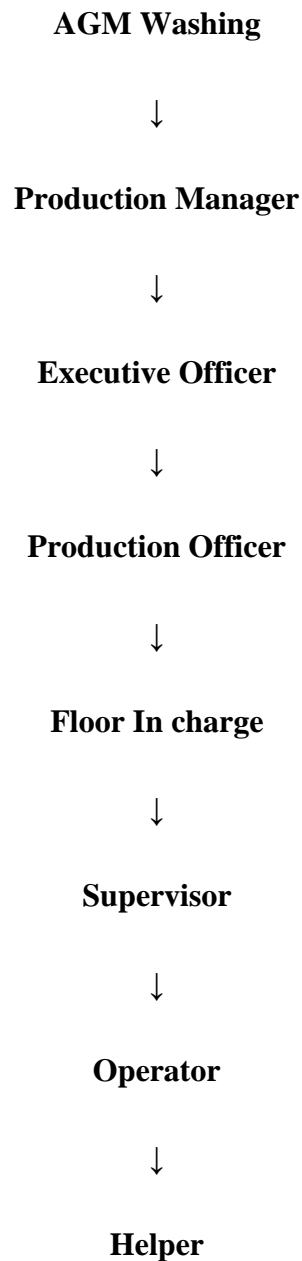 AGM Washing
↓
Production Manager
↓
Executive Officer
↓
Production Officer
↓
Floor In charge
↓
Supervisor
↓
Operator
↓
Helper